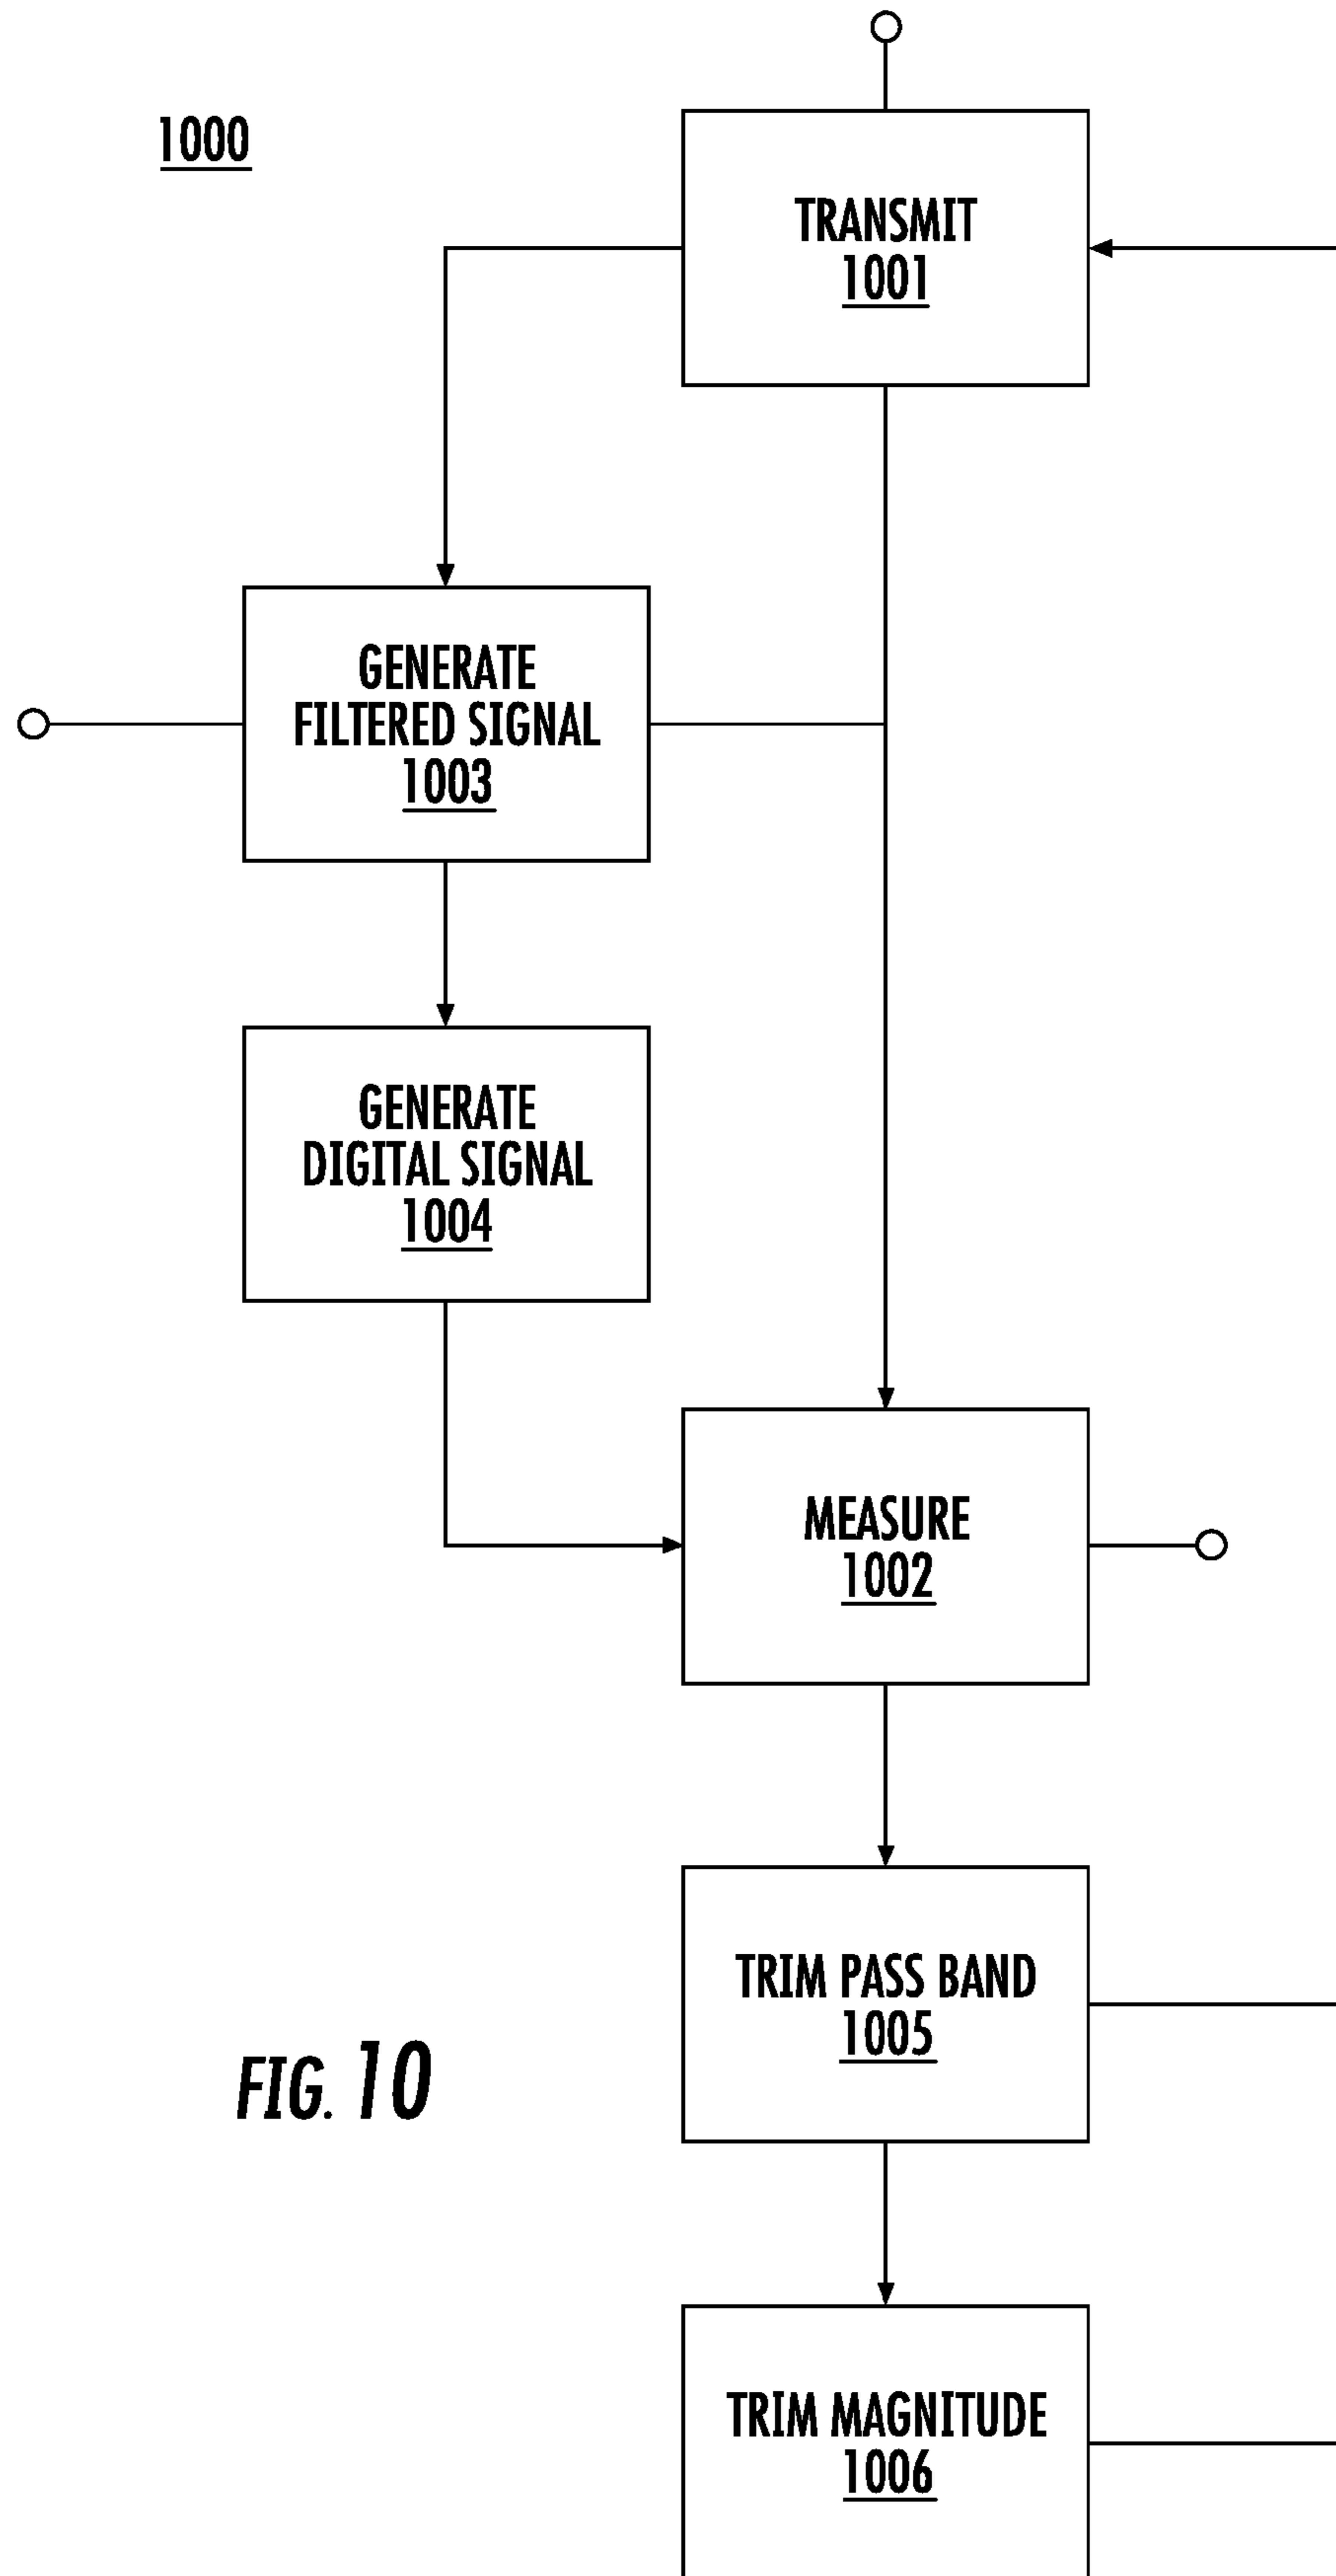 1000
TRANSMIT
1001
GENERATE
FILTERED SIGNAL
1003
GENERATE
DIGITAL SIGNAL
1004
MEASURE
1002
TRIM PASS BAND
1005
FIG. 10
TRIM MAGNITUDE
1006